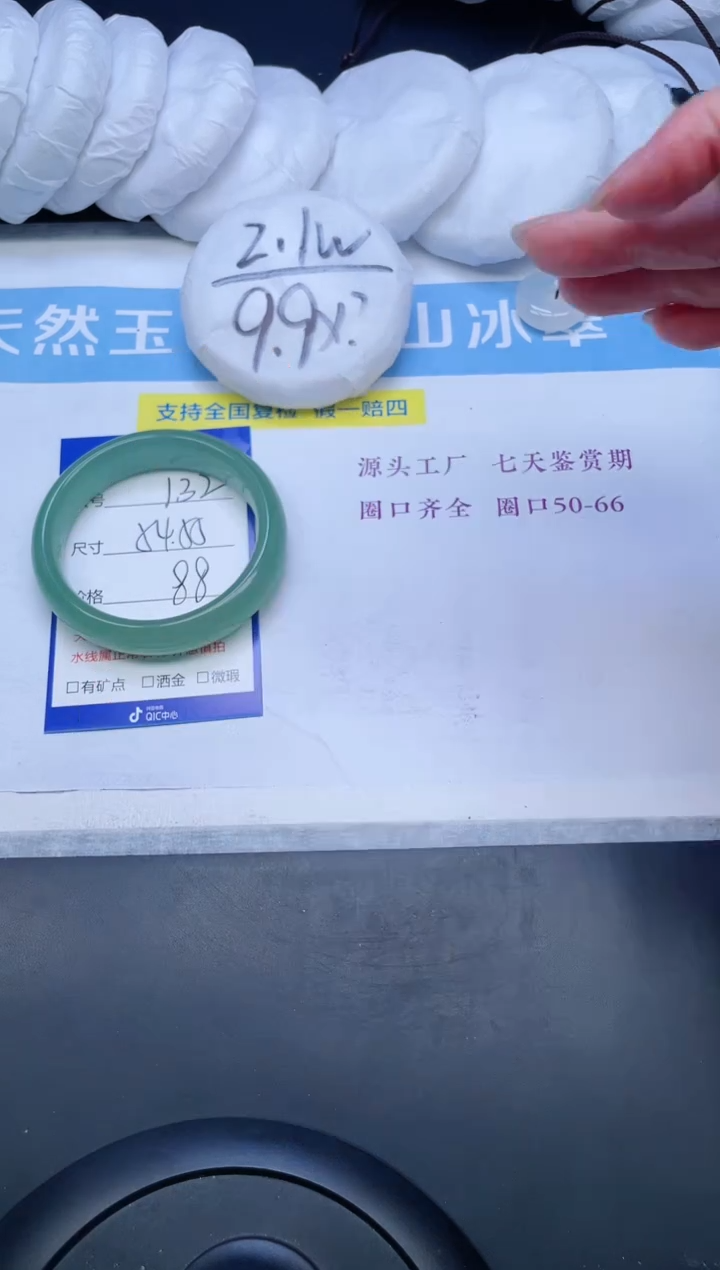 2.1W
9.9x?
天然玉 山冰翠
支持全国复检 假一赔四
源头工厂 七天鉴赏期
圈口齐全 圈口50-66
号 132
尺寸
价格 88
水线属正常
慎拍
□有矿点 □洒金 □微瑕
QIC中心